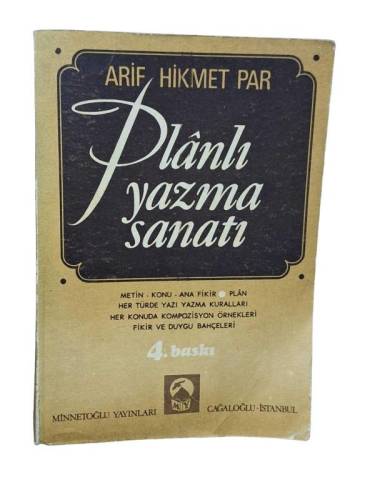 ARİF HİKMET PAR
Plânlı
yazma
sanatı
METİN - KONU - ANA FİKİR ● PLÂN
HER TÜRDE YAZI YAZMA KURALLARI
HER KONUDA KOMPOZİSYON ÖRNEKLERİ
FİKİR VE DUYGU BAHÇELERİ
4. baskı
MİNNETOĞLU YAYINLARI CAĞALOĞLU-İSTANBUL